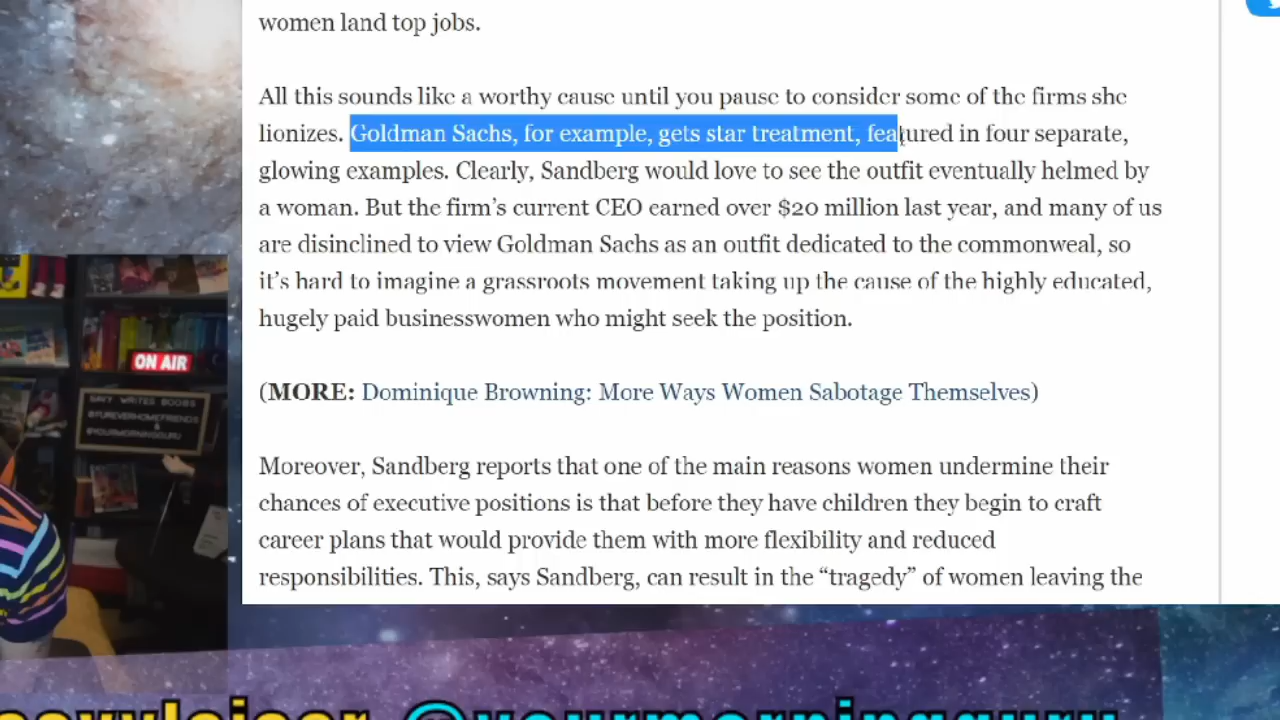 women land top jobs.
All this sounds like a worthy cause until you pause to consider some of the firms she
lionizes. Goldman Sachs, for example, gets star treatment, featured in four separate,
glowing examples. Clearly, Sandberg would love to see the outfit eventually helmed by
a woman. But the firm's current CEO earned over $20 million last year, and many of us
are disinclined to view Goldman Sachs as an outfit dedicated to the commonweal, so
it's hard to imagine a grassroots movement taking up the cause of the highly educated,
hugely paid businesswomen who might seek the position.
(MORE: Dominique Browning: More Ways Women Sabotage Themselves)
Moreover, Sandberg reports that one of the main reasons women undermine their
chances of executive positions is that before they have children they begin to craft
career plans that would provide them with more flexibility and reduced
responsibilities. This, says Sandberg, can result in the “tragedy” of women leaving the
ON AIR
SAVY WRITES BOOKS
@FUREVERHOMEFRIENDS
&
@YOURMORNINGGURU
@yourmorningguru